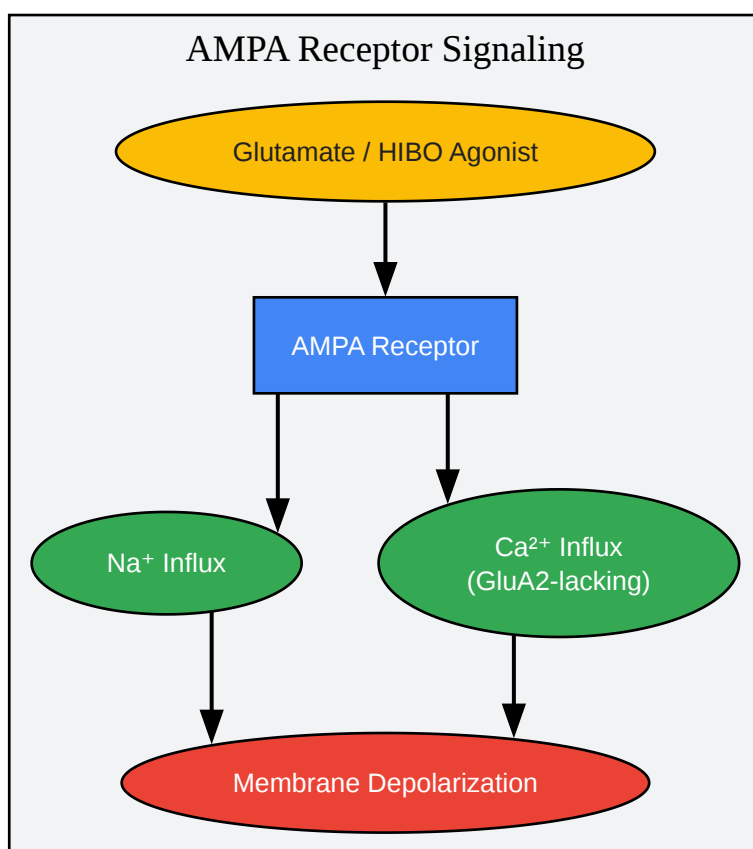 AMPA Receptor Signaling
Glutamate / HIBO Agonist
AMPA Receptor
Na⁺ Influx
Ca²⁺ Influx
(GluA2-lacking)
Membrane Depolarization